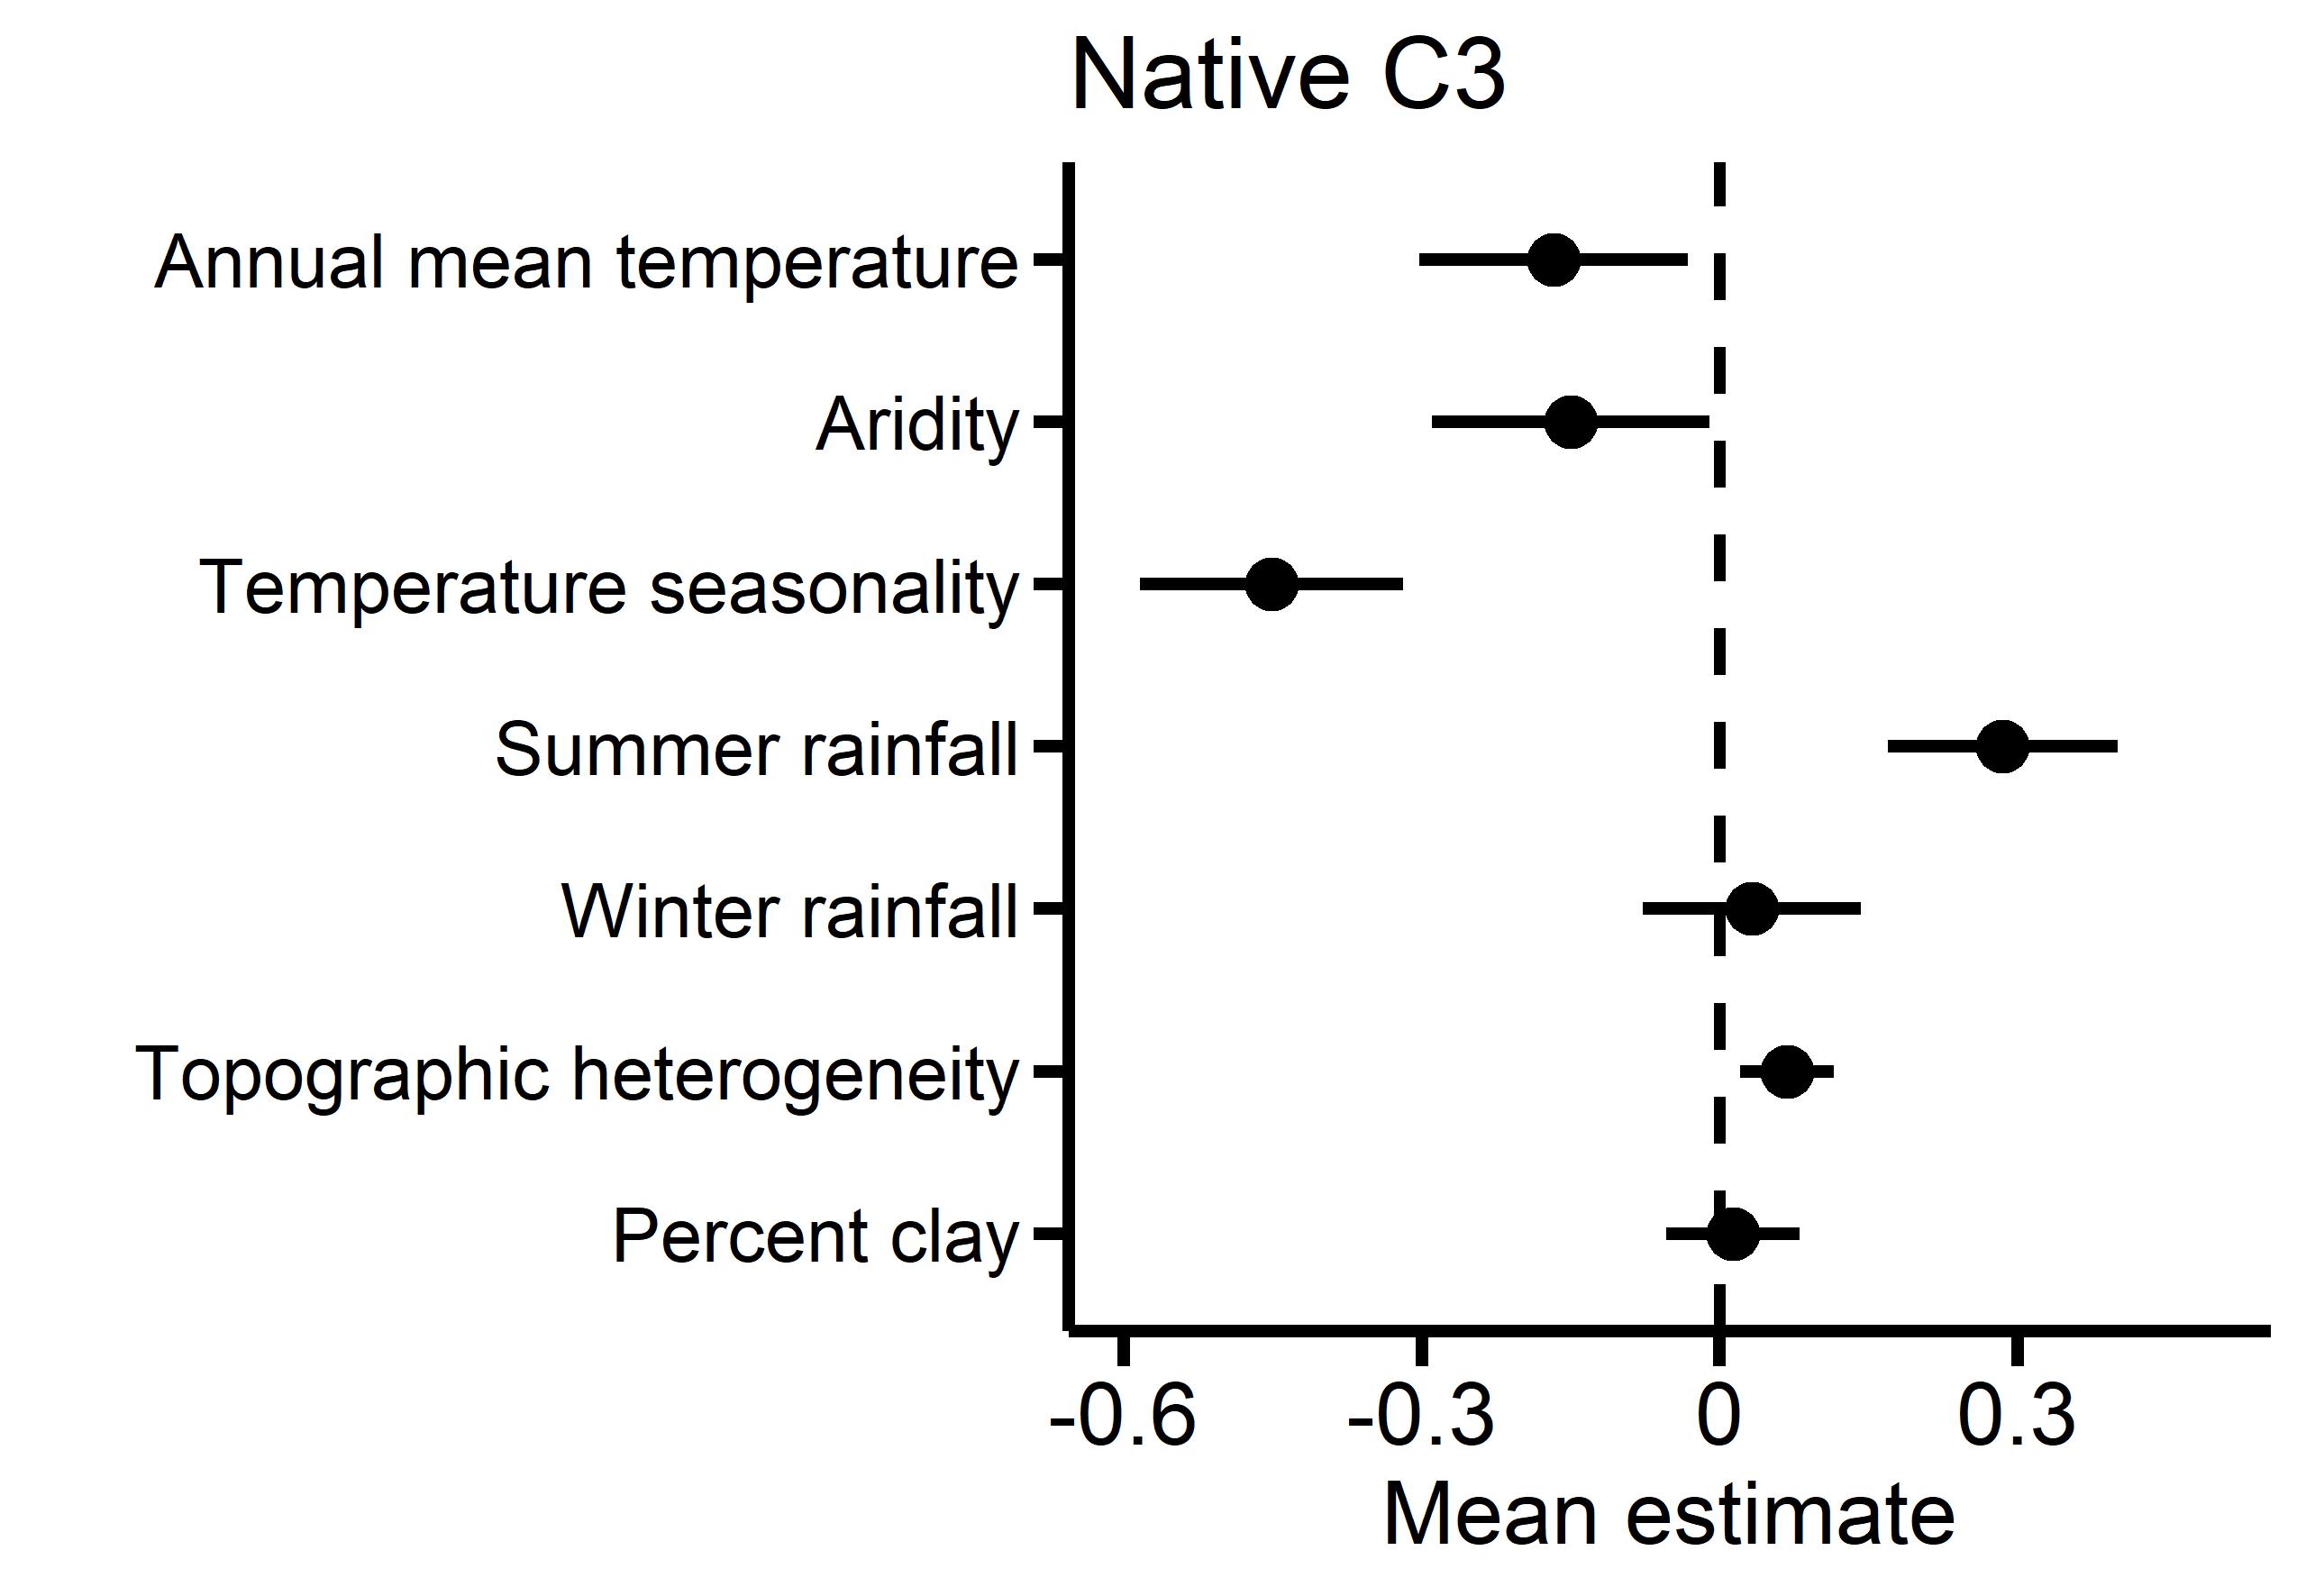 Native C3
Annual mean temperature
Aridity
Temperature seasonality
Summer rainfall
Winter rainfall
Topographic heterogeneity
Percent clay
-0.6 -0.3 0 0.3
Mean estimate